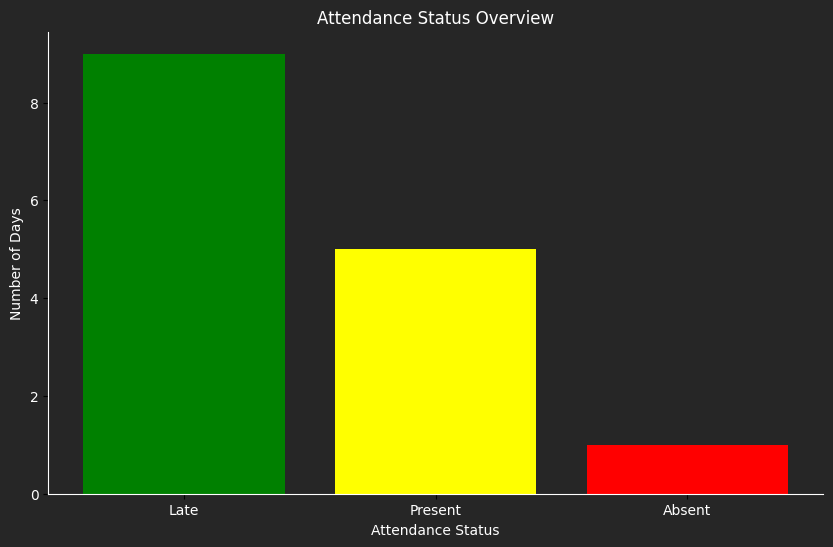 Attendance Status Overview
Number of Days
8
6
4
2
0
Late Present Absent
Attendance Status